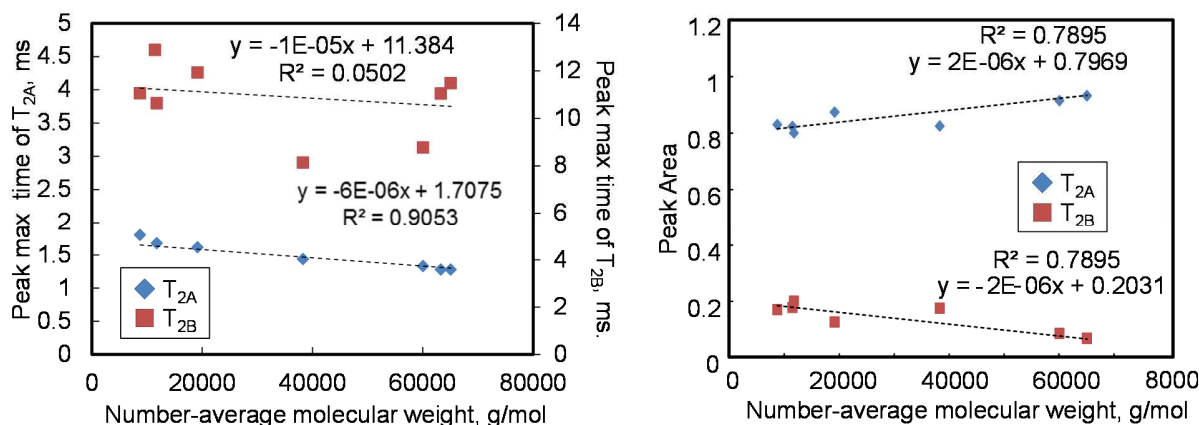 5
4.5
4
3.5
3
2.5
2
1.5
1
0.5
0
Peak max time of T2A, ms
14
12
10
8
6
4
2
0
Peak max time of T2B, ms.
y = -1E-05x + 11.384
R² = 0.0502
y = -6E-06x + 1.7075
R² = 0.9053
T2A
T2B
0 20000 40000 60000 80000
Number-average molecular weight, g/mol
1.2
1
0.8
0.6
0.4
0.2
0
Peak Area
R² = 0.7895
y = 2E-06x + 0.7969
T2A
T2B
R² = 0.7895
y = -2E-06x + 0.2031
0 20000 40000 60000 8000
Number-average molecular weight, g/mol